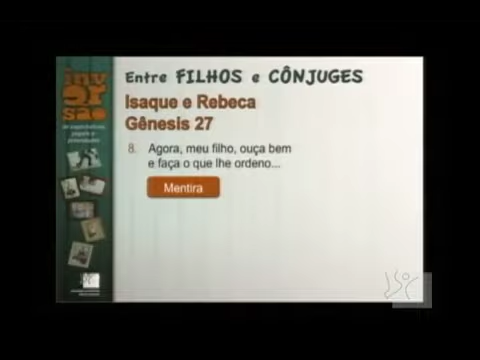 inv
er
são
Entre FILHOS e CÔNJUGES
Isaque e Rebeca
Gênesis 27
8. Agora, meu filho, ouça bem
e faça o que lhe ordeno...
Mentira